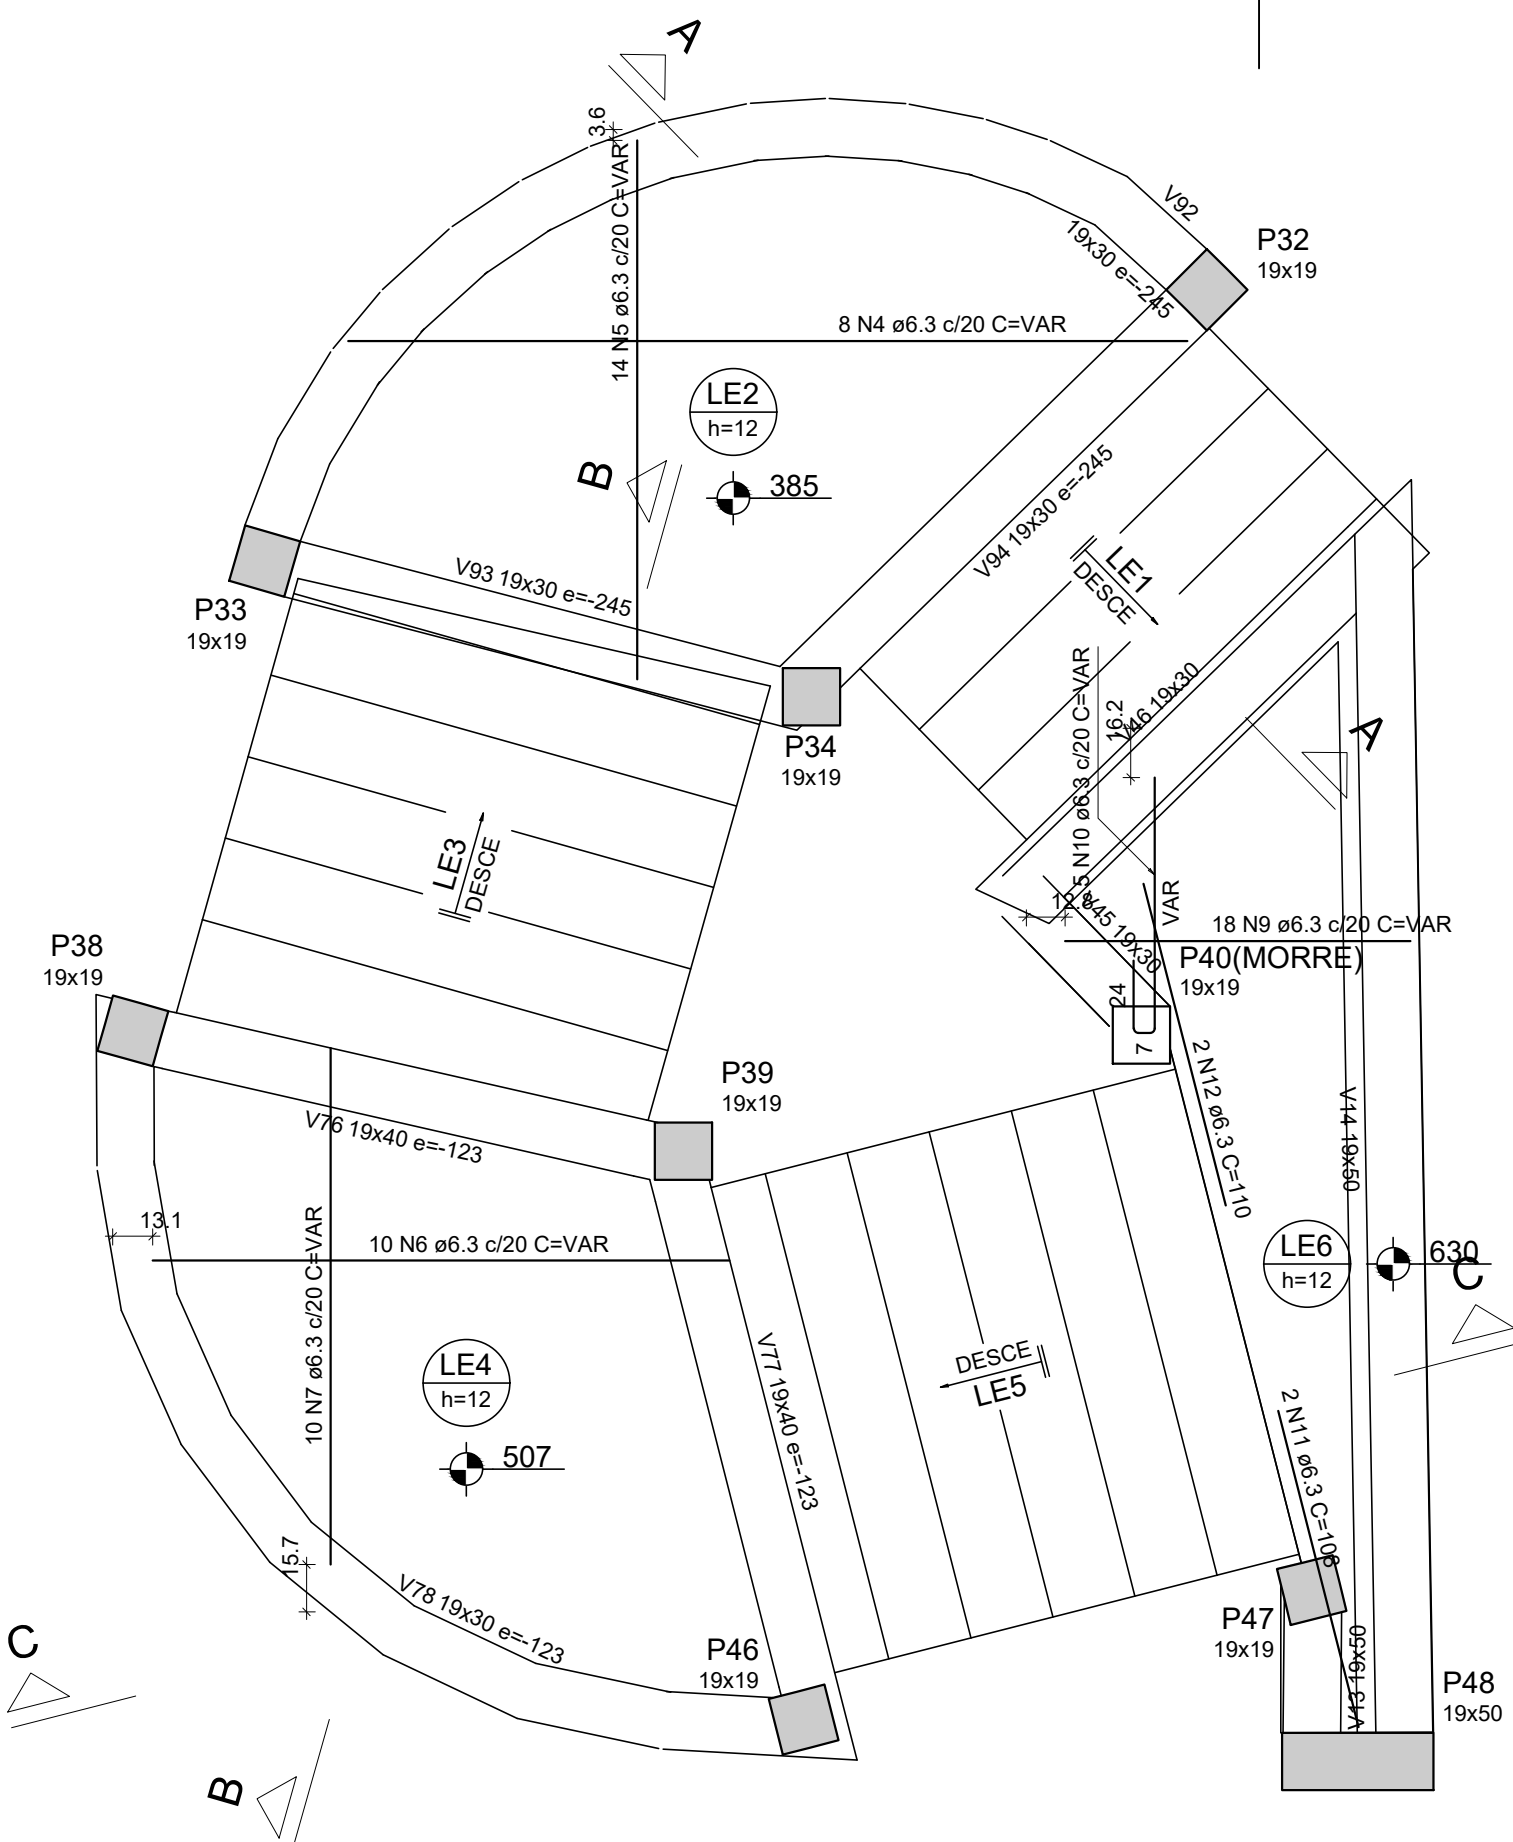 A
3.6
14 N5 ø6.3 c/20 C=VAR
V92
19x30 e=-245
P32
19x19
8 N4 ø6.3 c/20 C=VAR
LE2
h=12
B
385
V94 19x30 e=-245
LE1
DESCE
P33
19x19
V93 19x30 e=-245
P34
19x19
V46 19x30
16.2
A
5 N10 ø6.3 c/20 C=VAR
VAR
LE3
DESCE
12.8
V45 19x30
18 N9 ø6.3 c/20 C=VAR
P40(MORRE)
19x19
24
7
P38
19x19
P39
19x19
V76 19x40 e=-123
2 N12 ø6.3 C=110
V14 19x50
13.1
10 N6 ø6.3 c/20 C=VAR
10 N7 ø6.3 c/20 C=VAR
LE6
h=12
630
C
LE4
h=12
507
V77 19x40 e=-123
DESCE
LE5
2 N11 ø6.3 C=108
15.7
V78 19x30 e=-123
C
P46
19x19
P47
19x19
V13 19x50
P48
19x50
B